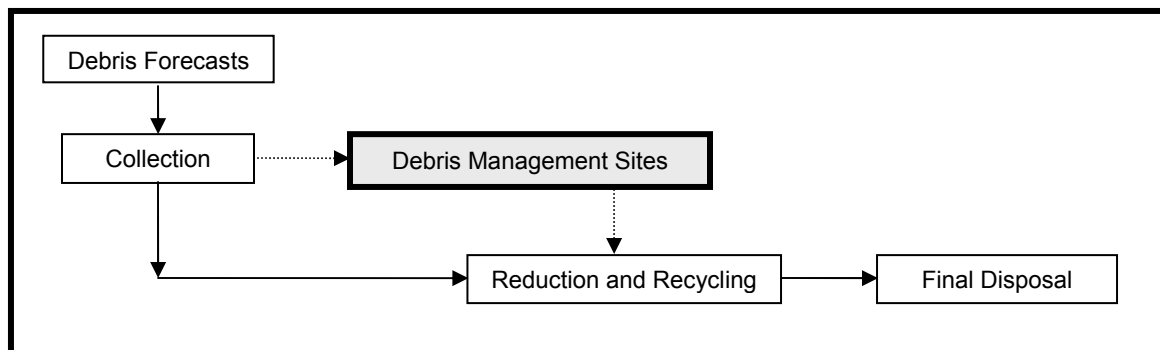 Debris Forecasts
Collection
Debris Management Sites
Reduction and Recycling
Final Disposal